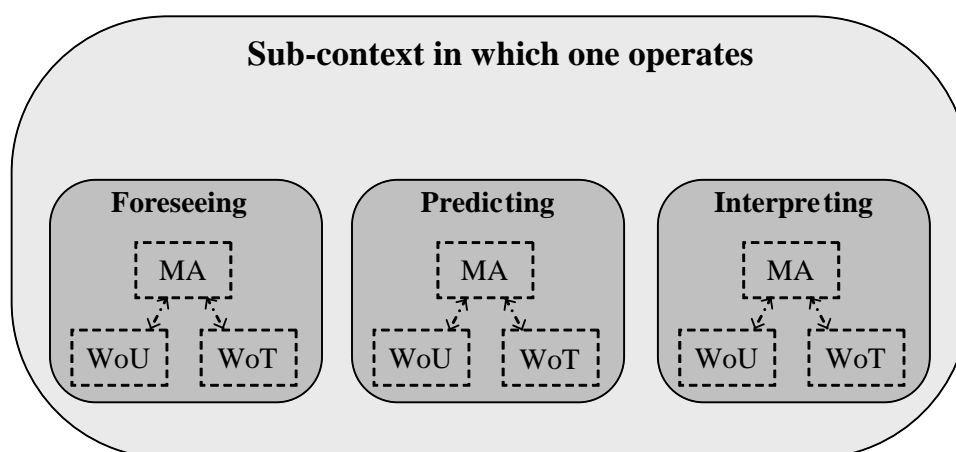 Sub-context in which one operates
Foreseeing Predicting Interpreting
MA MA MA
WoU WoT WoU WoT WoU WoT